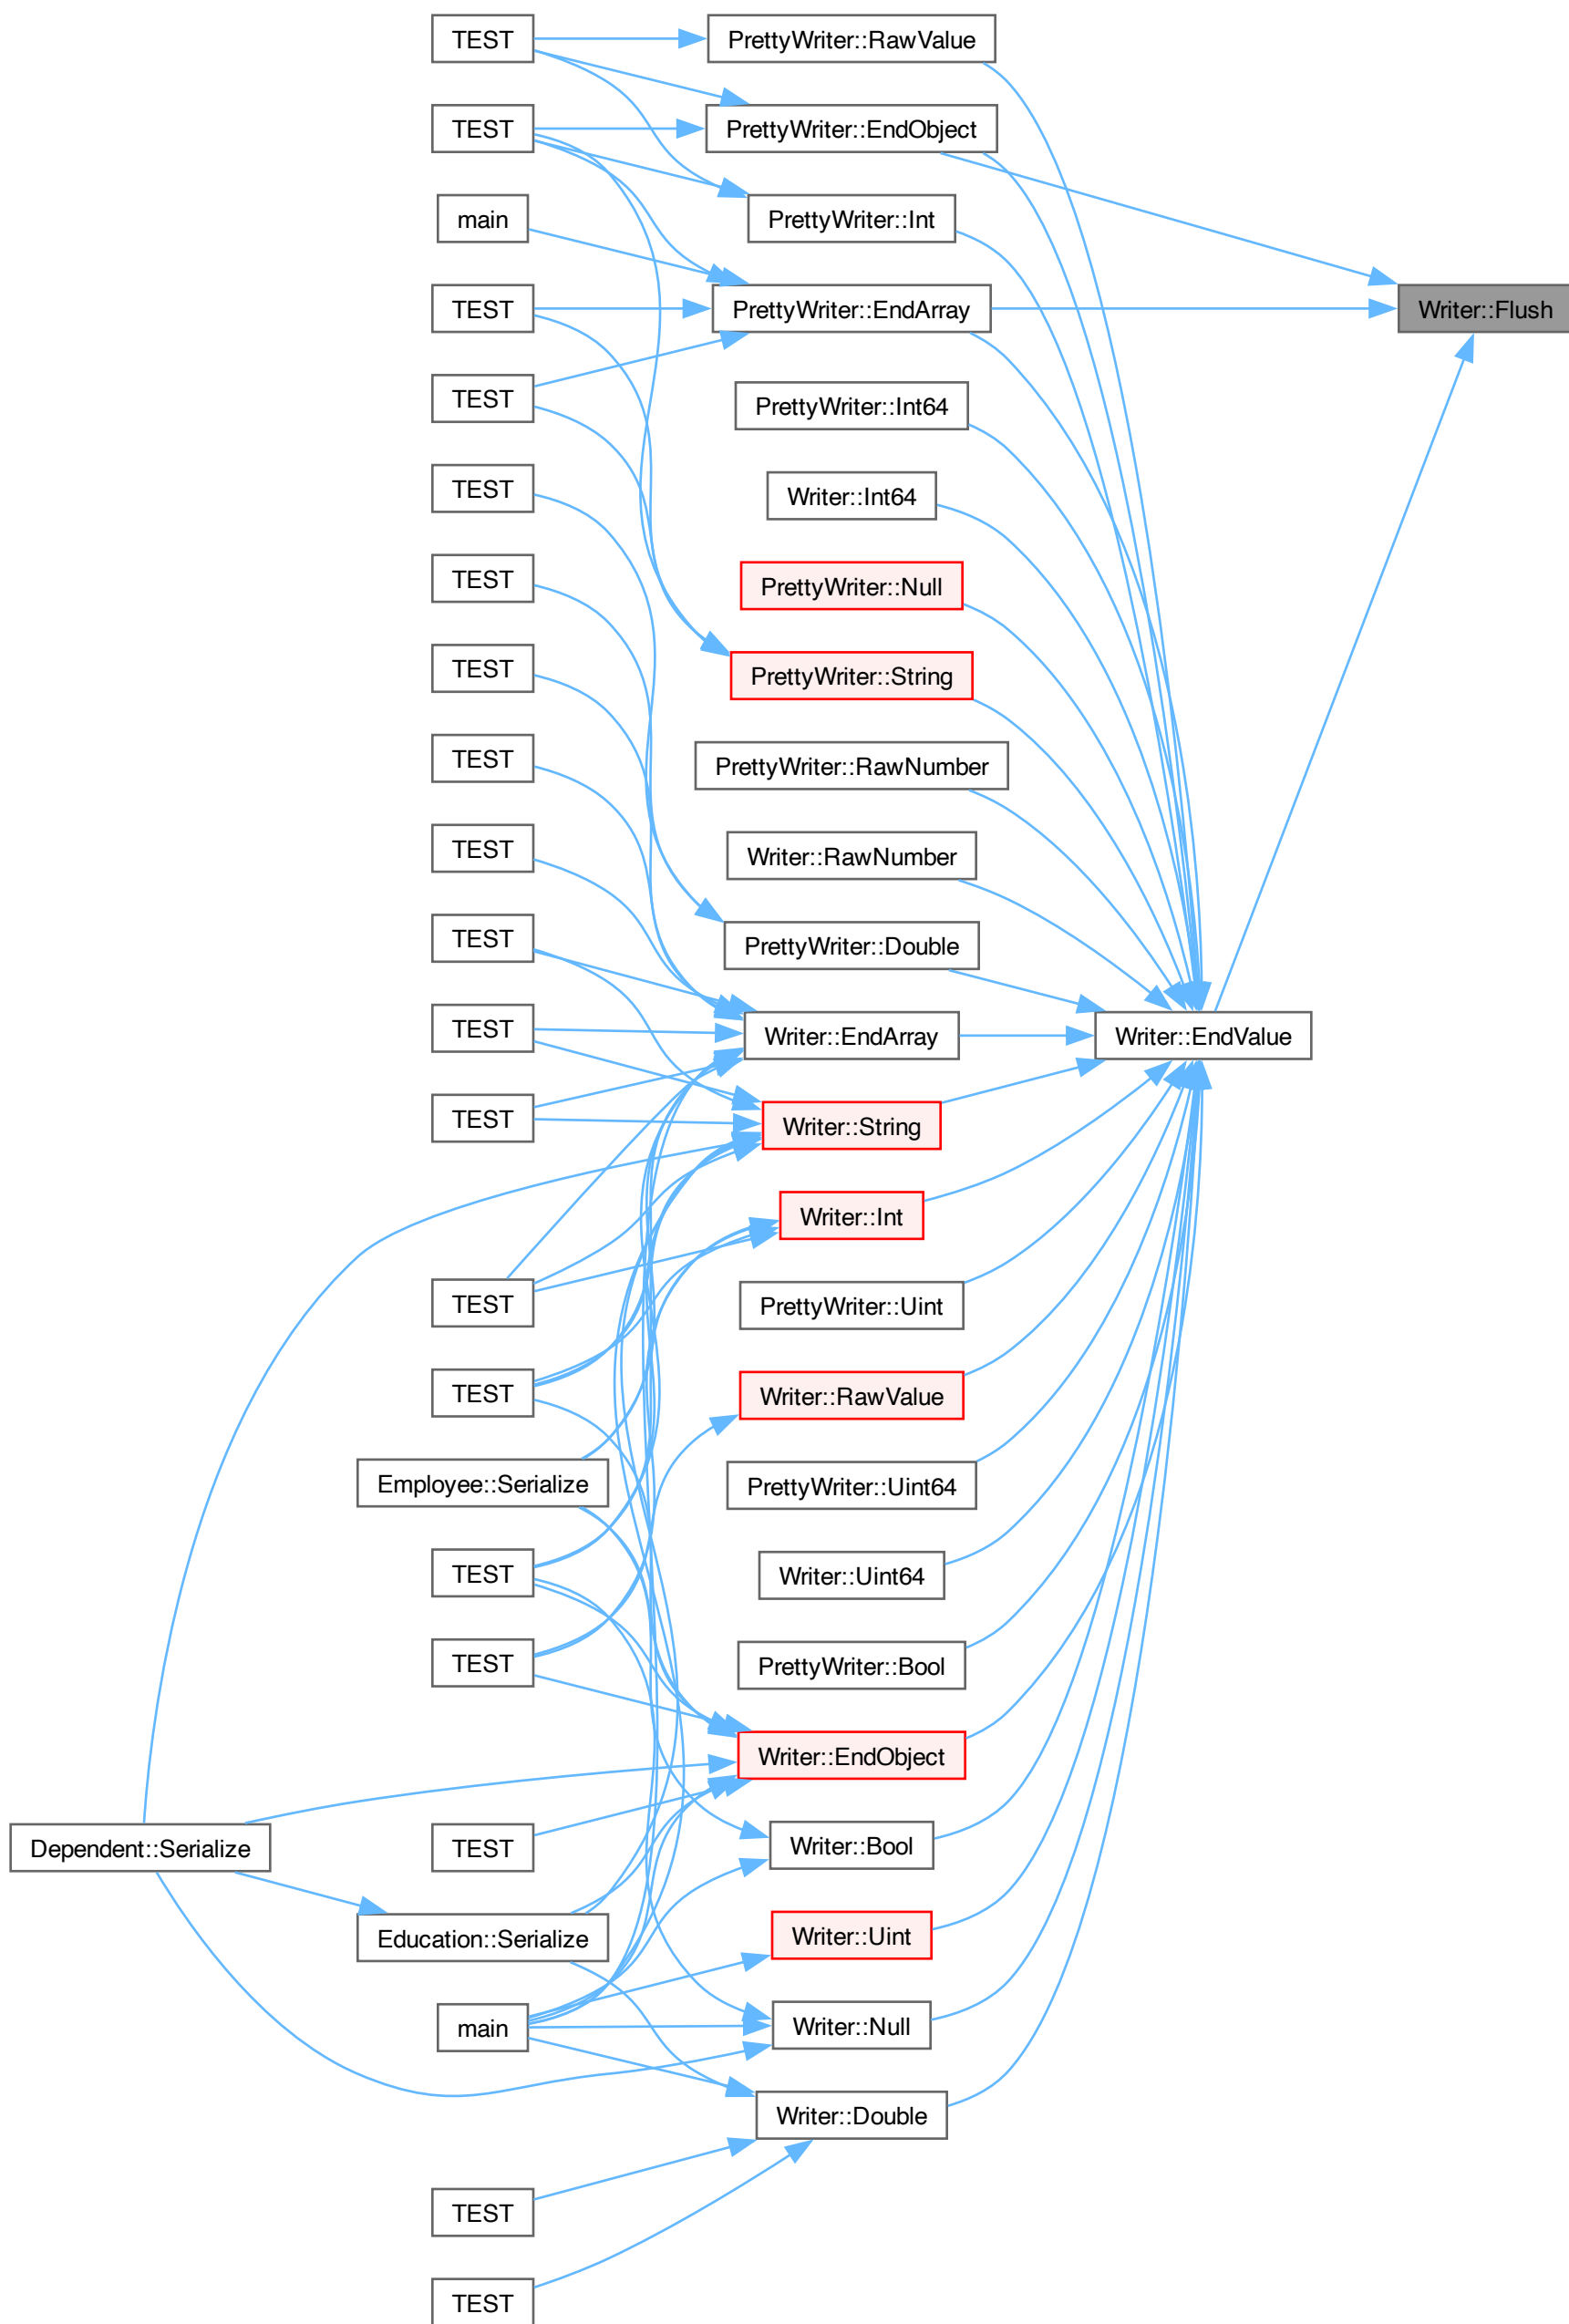 TEST
PrettyWriter::RawValue
TEST
PrettyWriter::EndObject
main
PrettyWriter::Int
TEST
PrettyWriter::EndArray
Writer::Flush
TEST
PrettyWriter::Int64
TEST
Writer::Int64
TEST
PrettyWriter::Null
TEST
PrettyWriter::String
TEST
PrettyWriter::RawNumber
TEST
Writer::RawNumber
TEST
PrettyWriter::Double
TEST
Writer::EndArray
Writer::EndValue
TEST
Writer::String
Writer::Int
TEST
PrettyWriter::Uint
TEST
Writer::RawValue
Employee::Serialize
PrettyWriter::Uint64
TEST
Writer::Uint64
TEST
PrettyWriter::Bool
Writer::EndObject
Dependent::Serialize
TEST
Writer::Bool
Education::Serialize
Writer::Uint
main
Writer::Null
Writer::Double
TEST
TEST